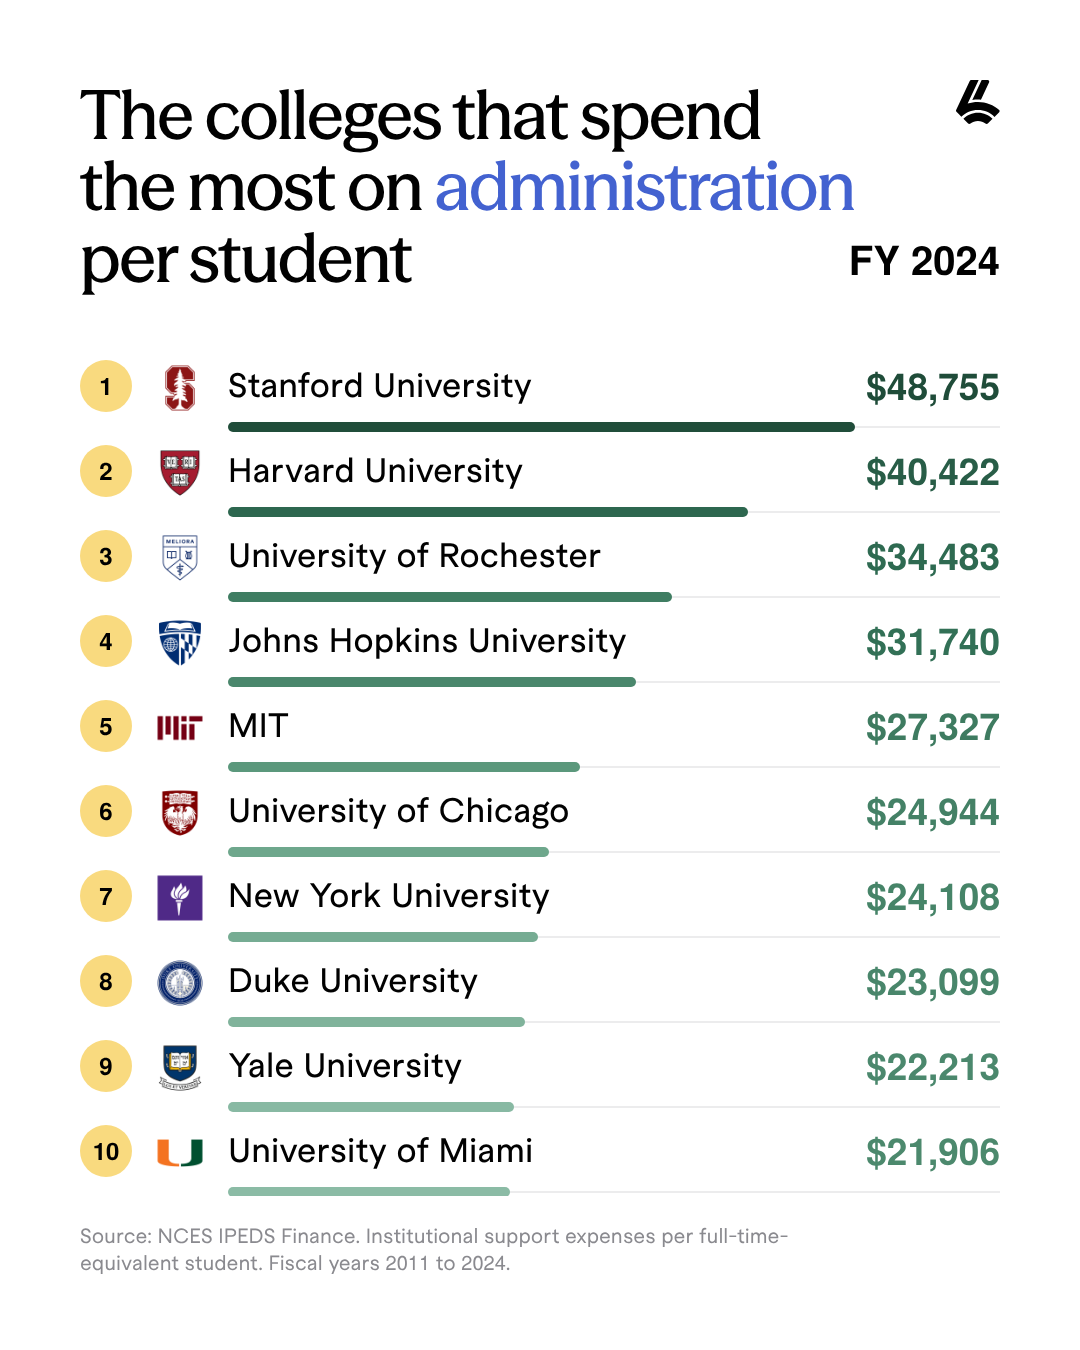 The colleges that spend
the most on administration
per student
FY 2024
1 Stanford University $48,755
2 Harvard University $40,422
MELIORA
3 University of Rochester $34,483
4 Johns Hopkins University $31,740
5 MIT MIT $27,327
6 University of Chicago $24,944
7 New York University $24,108
8 Duke University $23,099
9 Yale University $22,213
10 University of Miami $21,906
Source: NCES IPEDS Finance. Institutional support expenses per full-time-
equivalent student. Fiscal years 2011 to 2024.